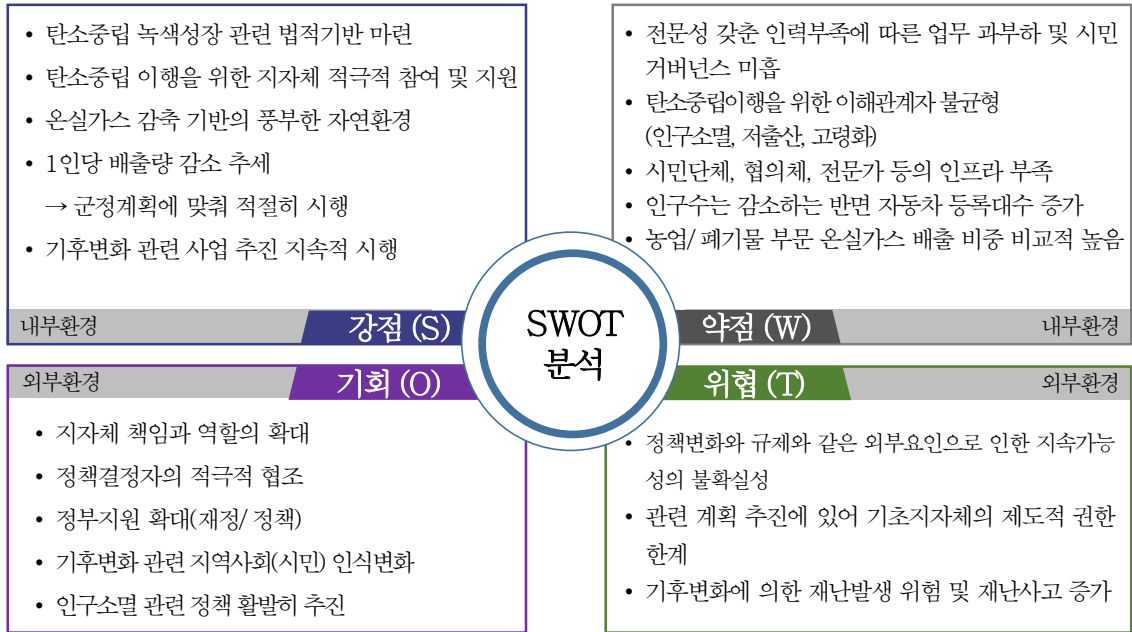 • 탄소중립 녹색성장 관련 법적기반 마련
• 탄소중립 이행을 위한 지자체 적극적 참여 및 지원
• 온실가스 감축 기반의 풍부한 자연환경
• 1인당 배출량 감소 추세
→ 군정계획에 맞춰 적절히 시행
• 기후변화 관련 사업 추진 지속적 시행
내부환경
강점 (S)
• 전문성 갖춘 인력부족에 따른 업무 과부하 및 시민
거버넌스 미흡
• 탄소중립이행을 위한 이해관계자 불균형
(인구소멸, 저출산, 고령화)
• 시민단체, 협의체, 전문가 등의 인프라 부족
• 인구수는 감소하는 반면 자동차 등록대수 증가
• 농업/ 폐기물 부문 온실가스 배출 비중 비교적 높음
약점 (W)
내부환경
SWOT
분석
외부환경
기회 (O)
• 지자체 책임과 역할의 확대
• 정책결정자의 적극적 협조
• 정부지원 확대(재정/ 정책)
• 기후변화 관련 지역사회(시민) 인식변화
• 인구소멸 관련 정책 활발히 추진
위협 (T)
외부환경
• 정책변화와 규제와 같은 외부요인으로 인한 지속가능
성의 불확실성
• 관련 계획 추진에 있어 기초지자체의 제도적 권한
한계
• 기후변화에 의한 재난발생 위험 및 재난사고 증가